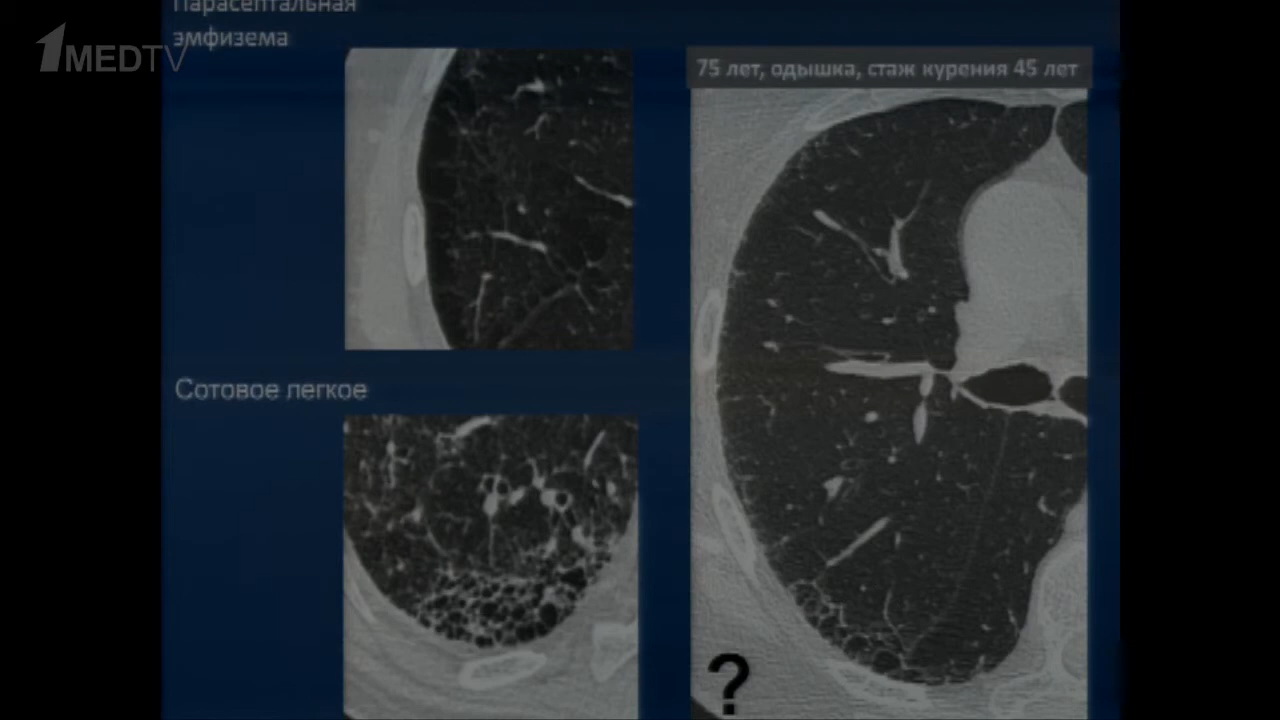 Парасептальная
эмфизема
1MEDTV
75 лет, одышка, стаж курения 45 лет
Сотовое легкое
?